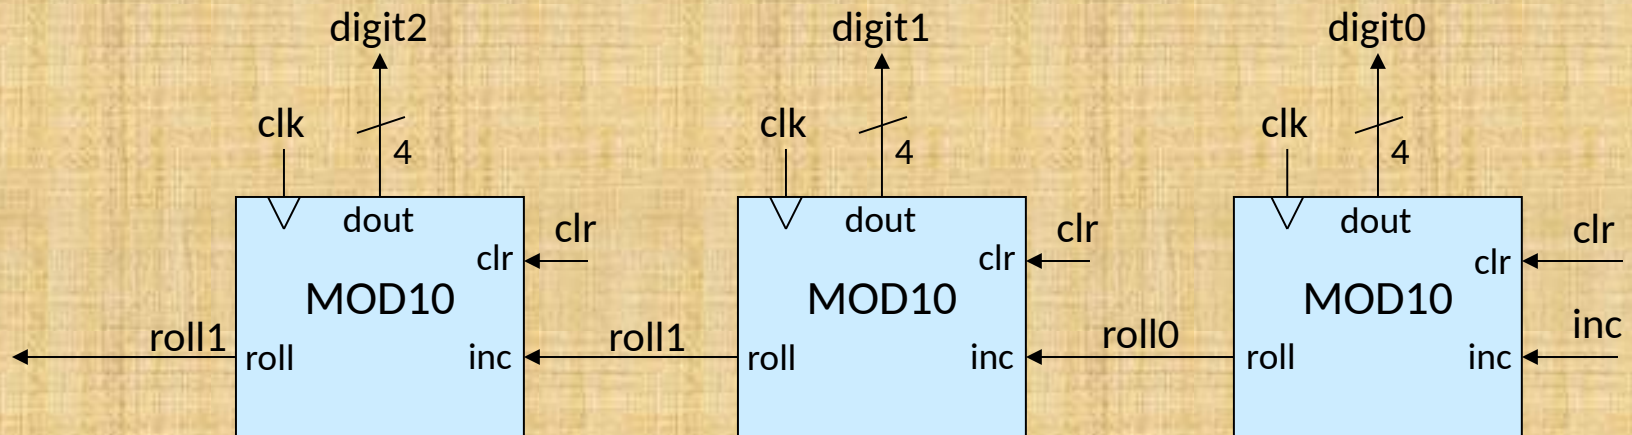 digit2 digit1 digit0
clk clk clk
4 4 4
dout dout dout
clr clr clr
clr clr clr
MOD10 MOD10 MOD10
roll1 roll1 roll0 inc
roll inc roll inc roll inc